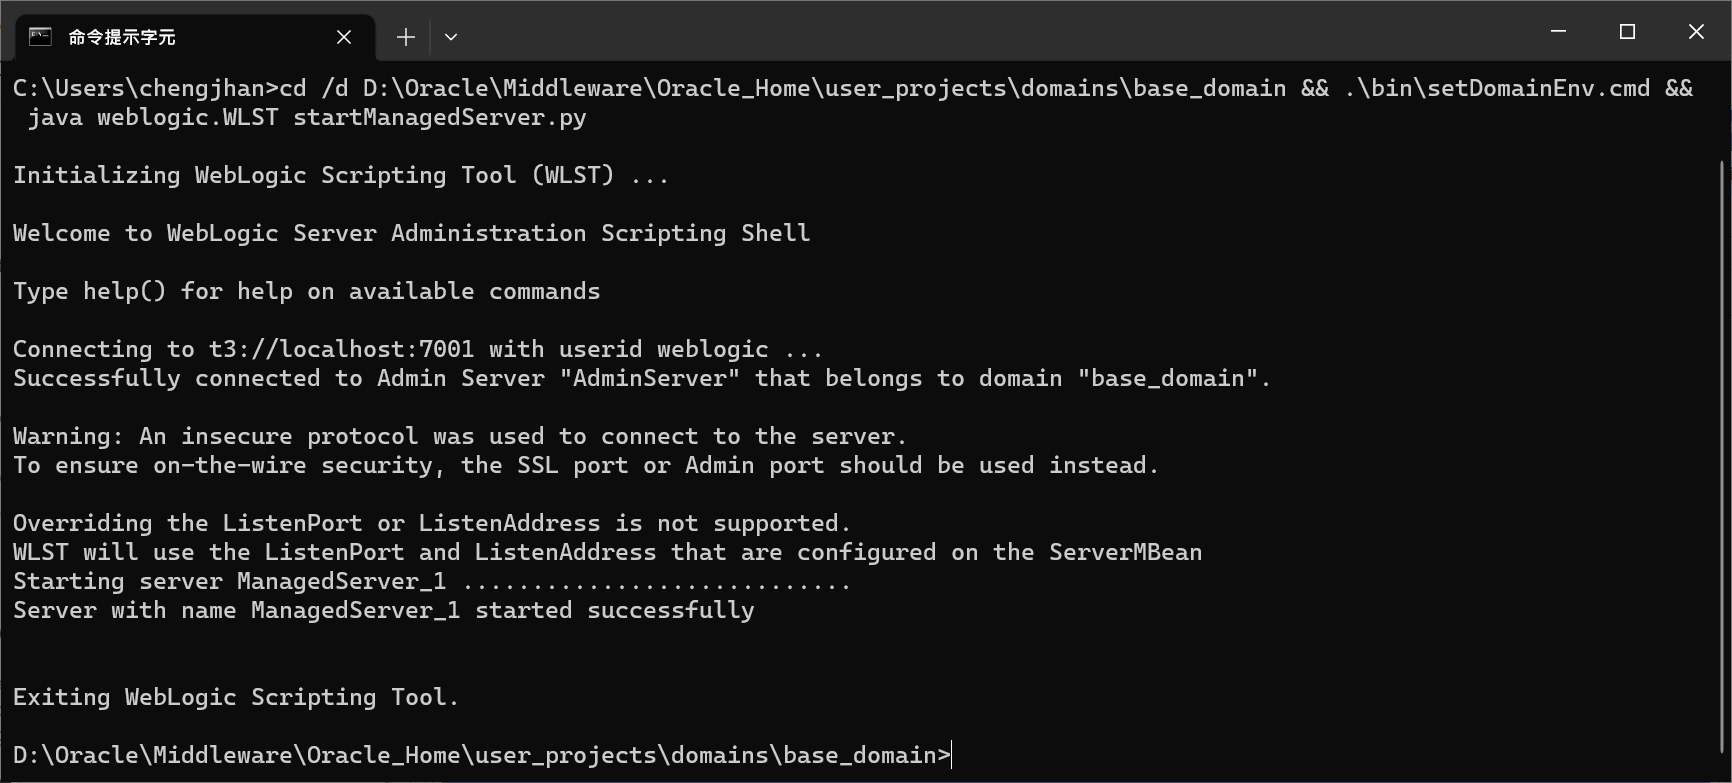 命令提示字元
C:\Users\chengjhan>cd /d D:\Oracle\Middleware\Oracle_Home\user_projects\domains\base_domain && .\bin\setDomainEnv.cmd &&
java weblogic.WLST startManagedServer.py
Initializing WebLogic Scripting Tool (WLST) ...
Welcome to WebLogic Server Administration Scripting Shell
Type help() for help on available commands
Connecting to t3://localhost:7001 with userid weblogic ...
Successfully connected to Admin Server "AdminServer" that belongs to domain "base_domain".
Warning: An insecure protocol was used to connect to the server.
To ensure on-the-wire security, the SSL port or Admin port should be used instead.
Overriding the ListenPort or ListenAddress is not supported.
WLST will use the ListenPort and ListenAddress that are configured on the ServerMBean
Starting server ManagedServer_1 ............................
Server with name ManagedServer_1 started successfully
Exiting WebLogic Scripting Tool.
D:\Oracle\Middleware\Oracle_Home\user_projects\domains\base_domain>